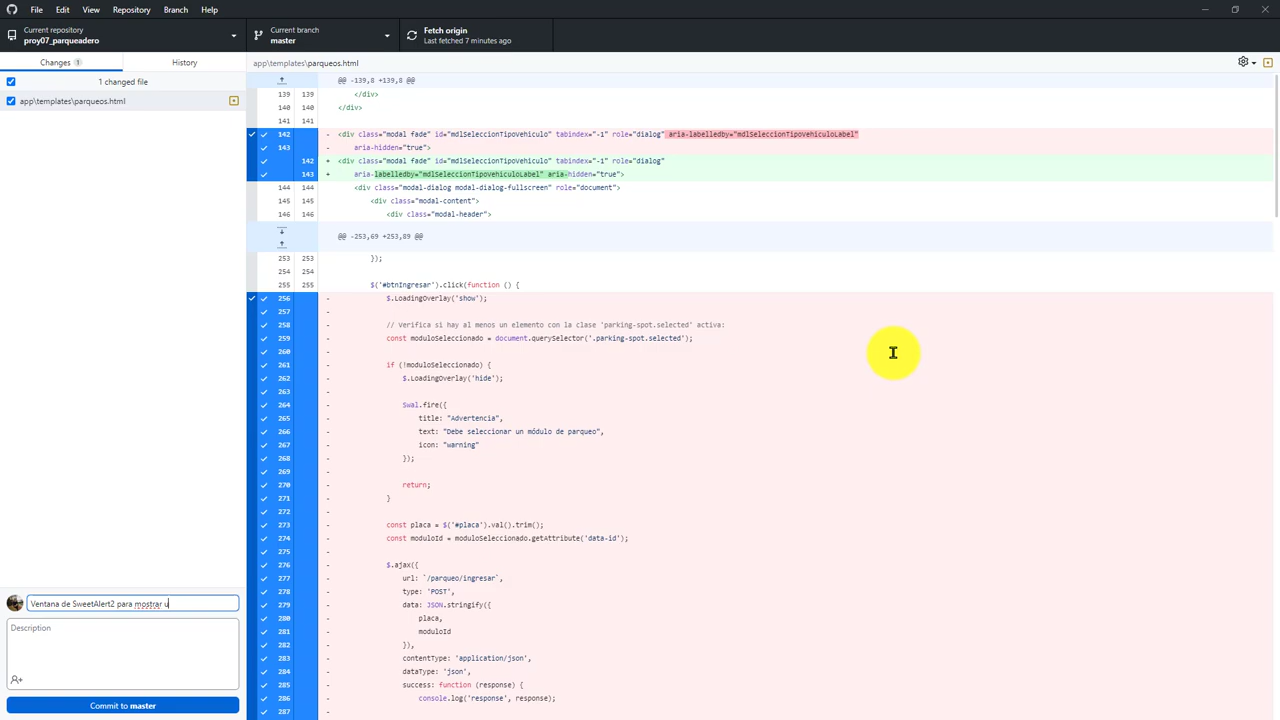 File Edit View Repository Branch Help
Current repository
proy07_parqueadero
Current branch
master
Fetch origin
Last fetched 7 minutes ago
Changes 1
History
app\templates\parqueos.html
1 changed file
app\templates\parqueos.html
@@ -139,8 +139,8 @@
139 139 </div>
140 140 </div>
141 141
142 - <div class="modal fade" id="mdlSeleccionTipoVehiculo" tabindex="-1" role="dialog" aria-labelledby="mdlSeleccionTipoVehiculoLabel"
143 - aria-hidden="true">
142 + <div class="modal fade" id="mdlSeleccionTipoVehiculo" tabindex="-1" role="dialog"
143 + aria-labelledby="mdlSeleccionTipoVehiculoLabel" aria-hidden="true">
144 144 <div class="modal-dialog modal-dialog-fullscreen" role="document">
145 145 <div class="modal-content">
146 146 <div class="modal-header">
@@ -253,69 +253,89 @@
253 253 });
254 254
255 255 $('#btnIngresar').click(function () {
256 - $.LoadingOverlay('show');
257 -
258 - // Verifica si hay al menos un elemento con la clase 'parking-spot.selected' activa:
259 - const moduloSeleccionado = document.querySelector('.parking-spot.selected');
260 -
261 - if (!moduloSeleccionado) {
262 - $.LoadingOverlay('hide');
263 -
264 - Swal.fire({
265 - title: "Advertencia",
266 - text: "Debe seleccionar un módulo de parqueo",
267 - icon: "warning"
268 - });
269 -
270 - return;
271 - }
272 -
273 - const placa = $('#placa').val().trim();
274 - const moduloId = moduloSeleccionado.getAttribute('data-id');
275 -
276 - $.ajax({
277 - url: `/parqueo/ingresar`,
278 - type: 'POST',
279 - data: JSON.stringify({
280 - placa,
281 - moduloId
282 - }),
283 - contentType: 'application/json',
284 - dataType: 'json',
285 - success: function (response) {
286 - console.log('response', response);
287 -
Ventana de SweetAlert2 para mostrar u
Description
Commit to master